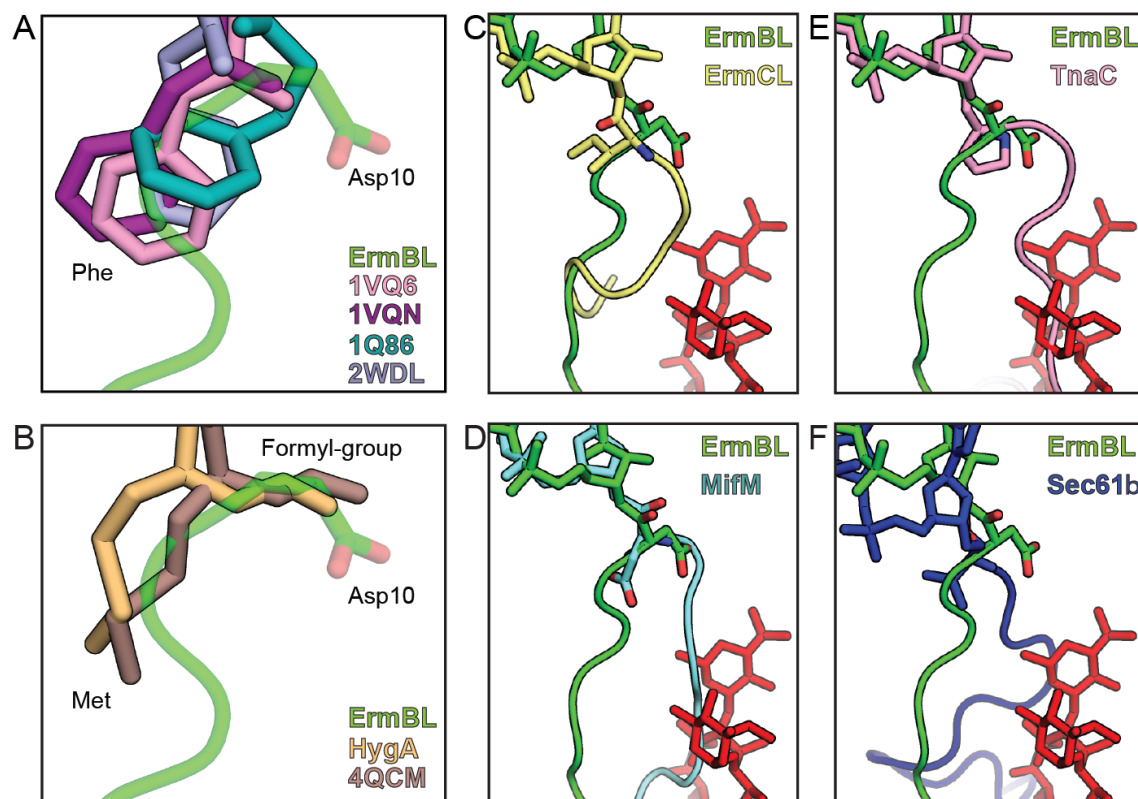 A
Asp10
Phe
ErmBL
1VQ6
1VQN
1Q86
2WDL
B
Formyl-group
Asp10
Met
ErmBL
HygA
4QCM
C
ErmBL
ErmCL
D
ErmBL
MifM
E
ErmBL
TnaC
F
ErmBL
Sec61b